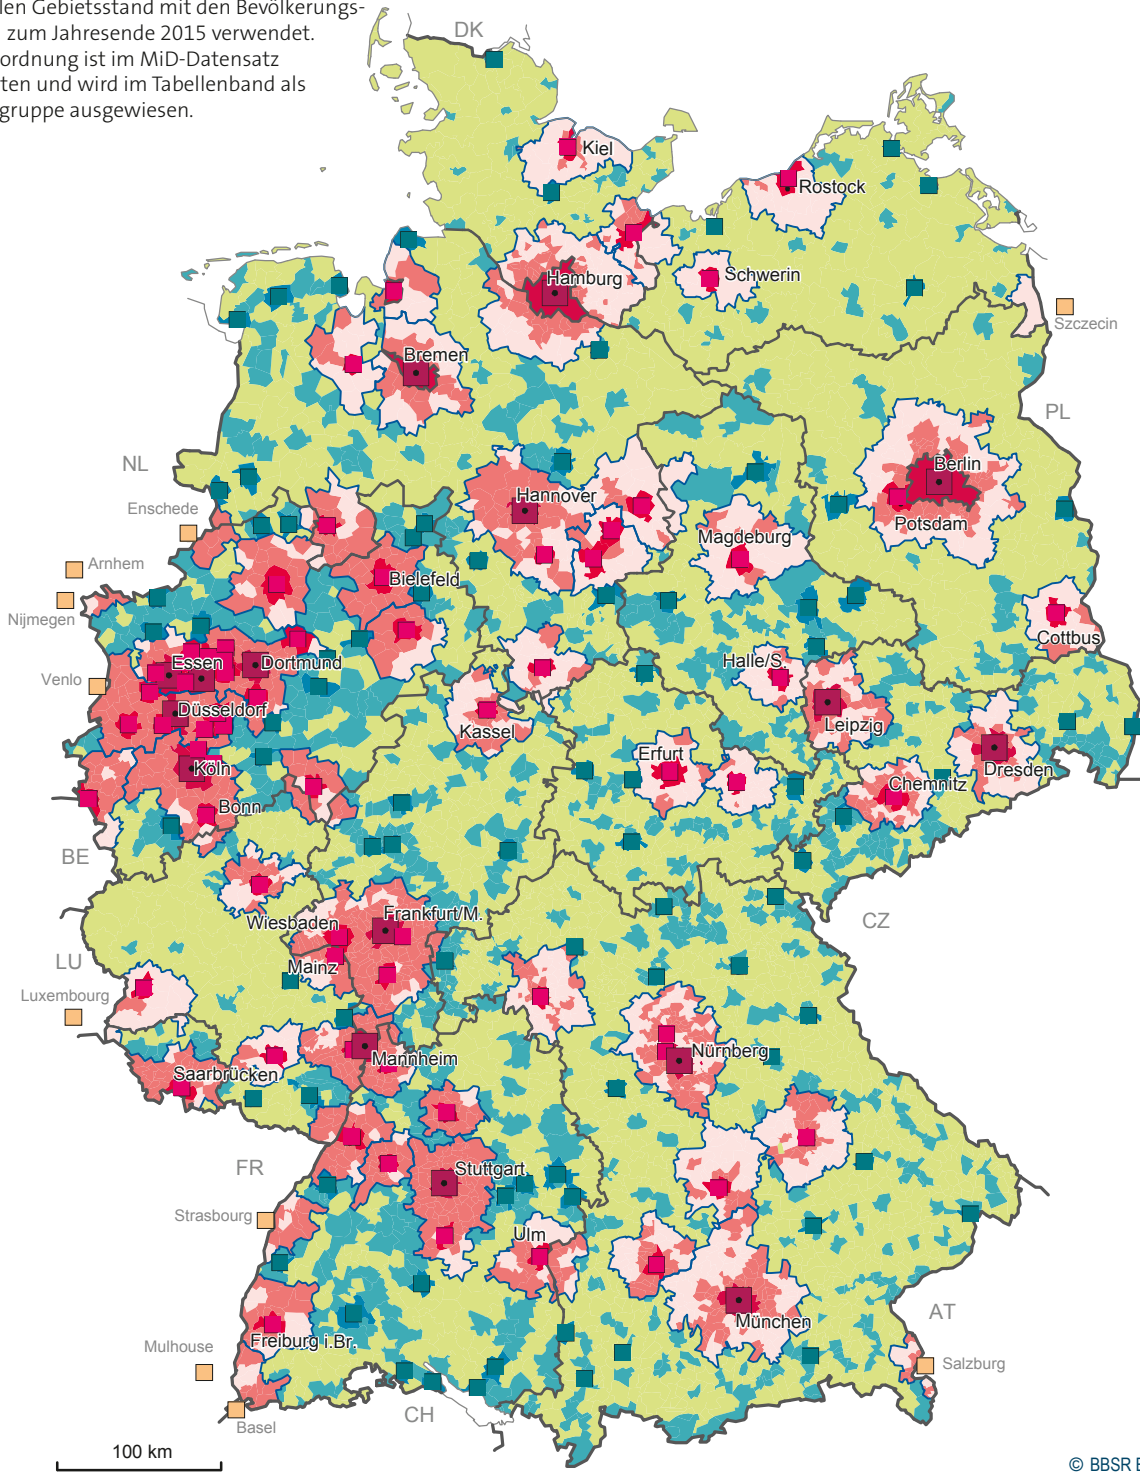 len Gebietsstand mit den Bevölkerungs-
zum Jahresende 2015 verwendet.
ordnung ist im MiD-Datensatz
ten und wird im Tabellenband als
gruppe ausgewiesen.
DK
Kiel
Rostock
Hamburg
Schwerin
Szczecin
Bremen
PL
NL
Berlin
Hannover
Enschede
Potsdam
Magdeburg
Arnhem
Bielefeld
Nijmegen
Cottbus
Essen
Dortmund
Halle/S.
Venlo
Düsseldorf
Leipzig
Kassel
Erfurt
Köln
Dresden
Chemnitz
Bonn
BE
Frankfurt/M.
Wiesbaden
CZ
LU
Mainz
Luxembourg
Nürnberg
Mannheim
Saarbrücken
FR
Stuttgart
Strasbourg
Ulm
AT
München
Freiburg i.Br.
Mulhouse
Salzburg
CH
Basel
100 km
© BBSR